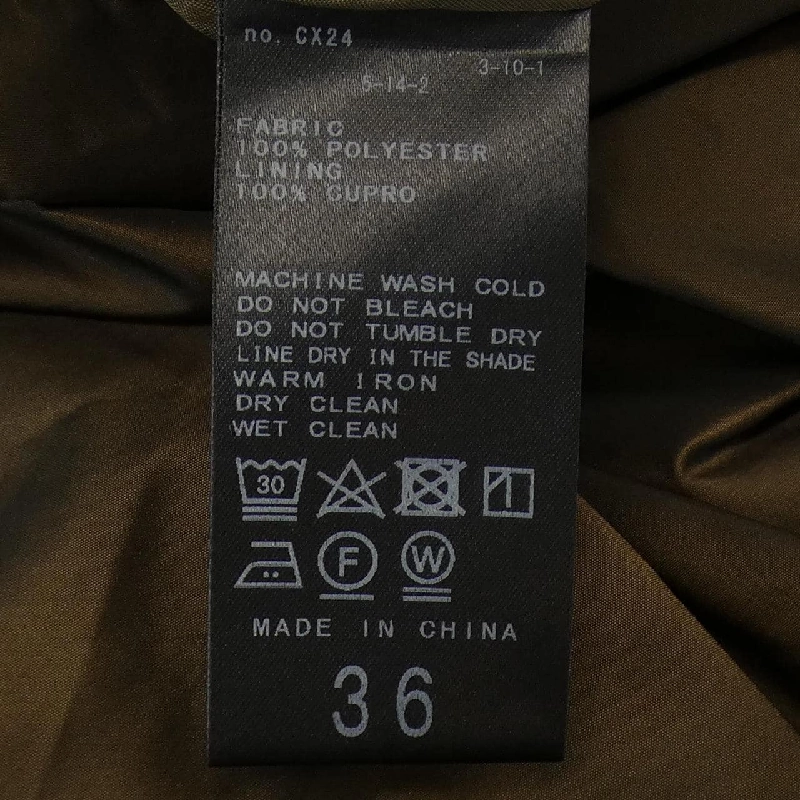 no. CX24
3-10-1
5-14-2
FABRIC
100% POLYESTER
LINING
100% CUPRO
MACHINE WASH COLD
DO NOT BLEACH
DO NOT TUMBLE DRY
LINE DRY IN THE SHADE
WARM IRON
DRY CLEAN
WET CLEAN
30
F W
MADE IN CHINA
36